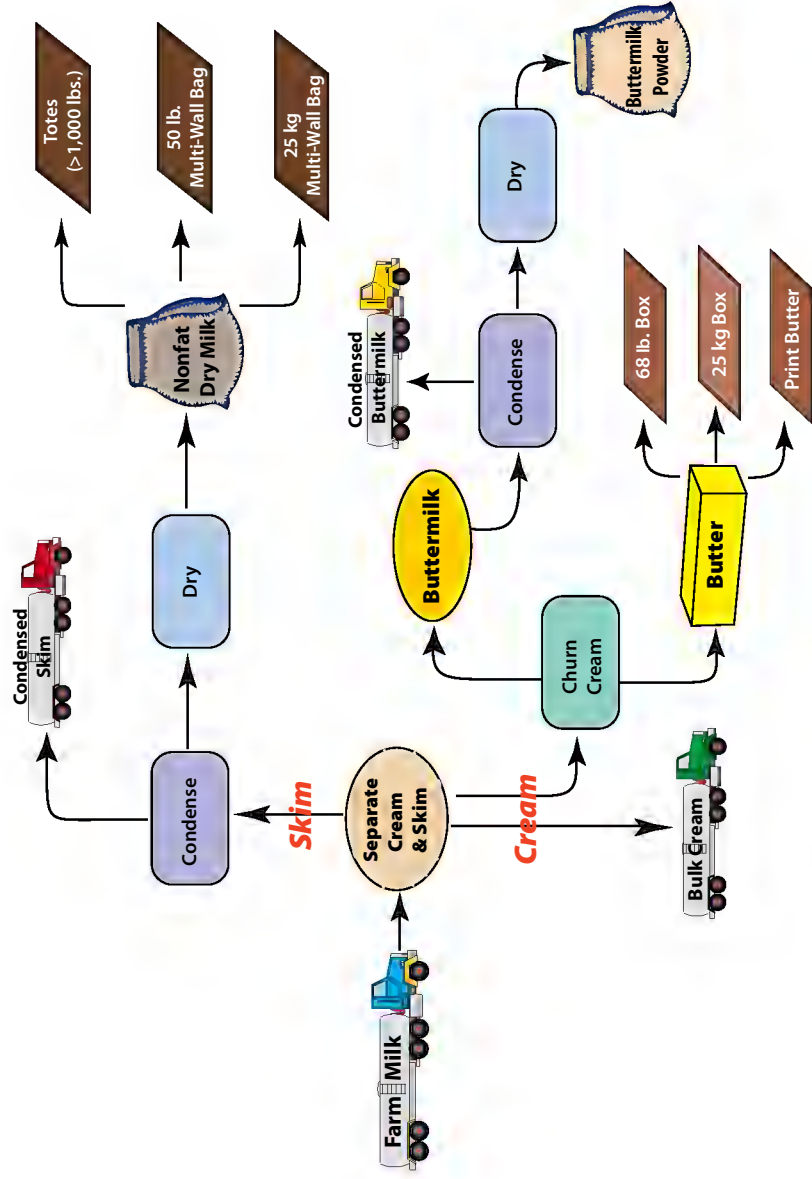 Farm Milk
Separate
Cream
& Skim
Skim
Cream
Condense
Condensed
Skim
Dry
Nonfat
Dry Milk
Totes
(>1,000 lbs.)
50 lb.
Multi-Wall Bag
25 kg
Multi-Wall Bag
Bulk Cream
Churn
Cream
Buttermilk
Condense
Condensed
Buttermilk
Dry
Buttermilk
Powder
Butter
68 lb. Box
25 kg Box
Print Butter